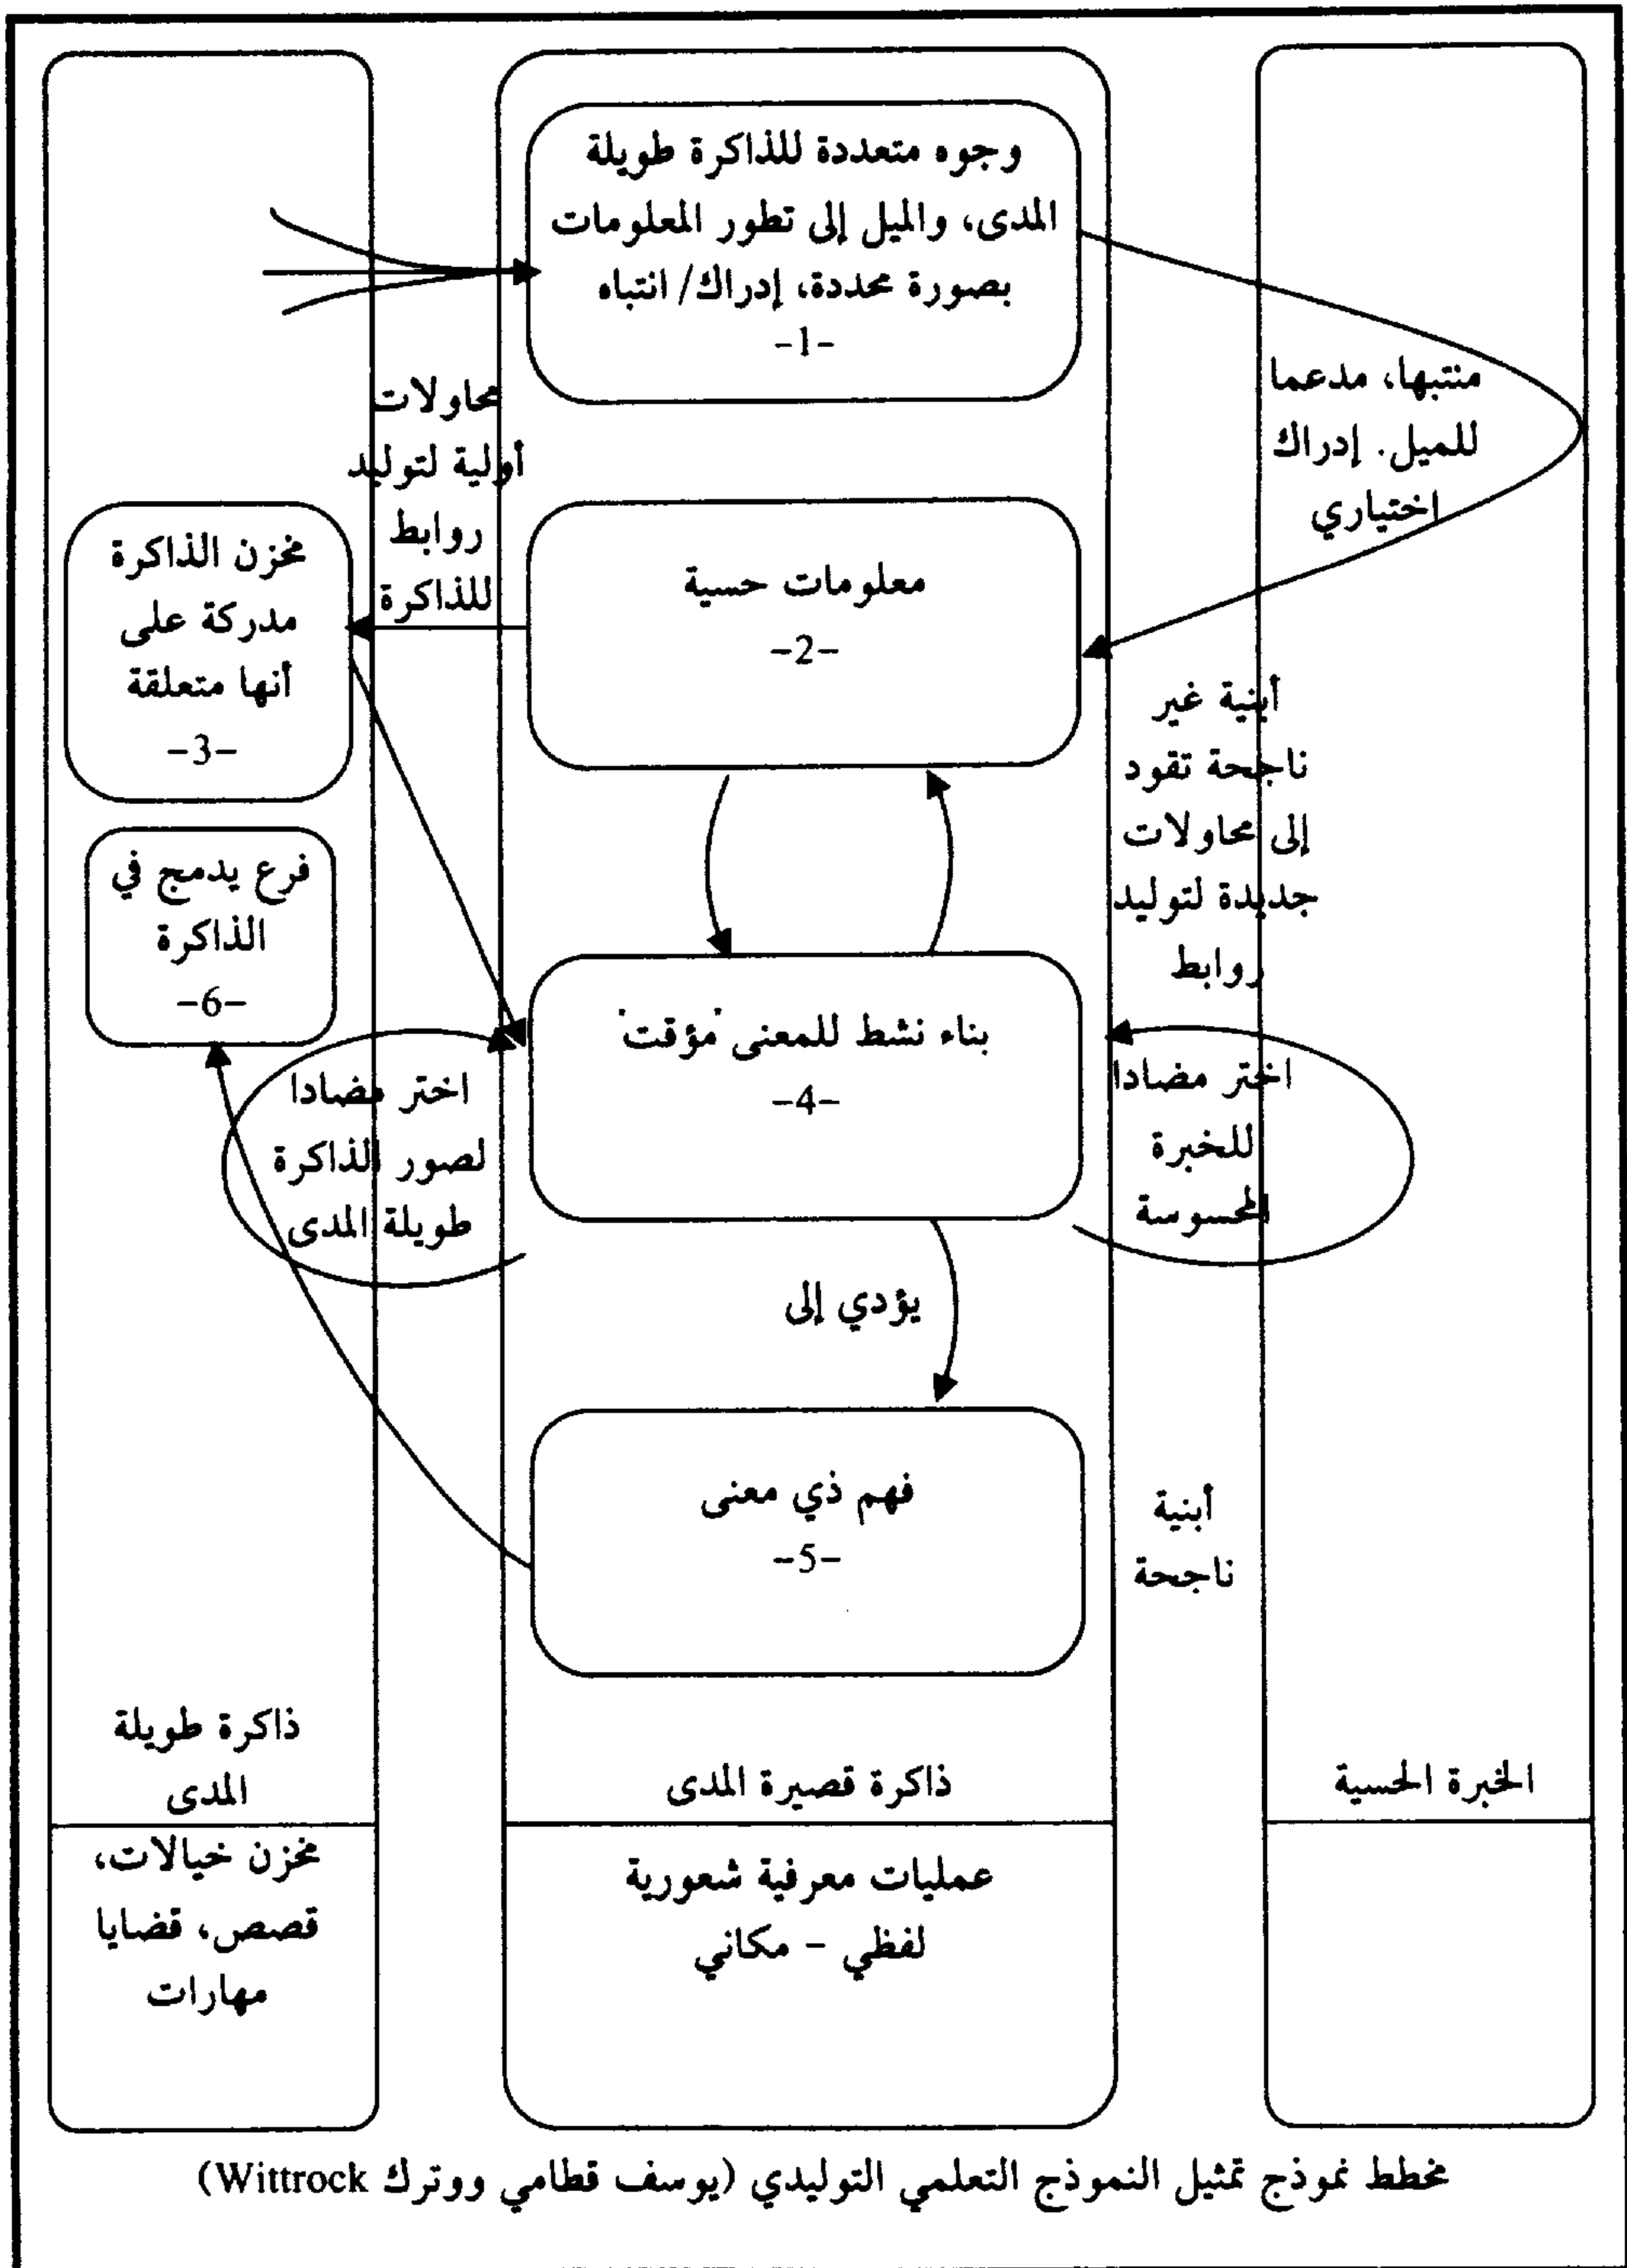 وجوه متعددة للذاكرة طويلة
المدى، والميل إلى تطور المعلومات
بصورة محددة، إدراك/ انتباه
-1-
منتبها، مدعما
للميل. إدراك
اختياري
محاولات
أولية لتوليد
روابط
للذاكرة
معلومات حسية
-2-
مخزن الذاكرة
مدركة على
أنها متعلقة
-3-
أبنية غير
ناجحة تقود
إلى محاولات
جديدة لتوليد
روابط
فرع يدمج في
الذاكرة
-6-
بناء نشط للمعنى "مؤقت"
-4-
اختر مضادا
للخبرة
المحسوسة
اختر مضادا
لصور الذاكرة
طويلة المدى
يؤدي إلى
فهم ذي معنى
-5-
أبنية
ناجحة
الخبرة الحسية
ذاكرة قصيرة المدى
ذاكرة طويلة
المدى
عمليات معرفية شعورية
لفظي – مكاني
مخزن خيالات،
قصص، قضايا
مهارات
مخطط نموذج تمثيل النموذج التعلمي التوليدي (يوسف قطامي ووترك Wittrock)